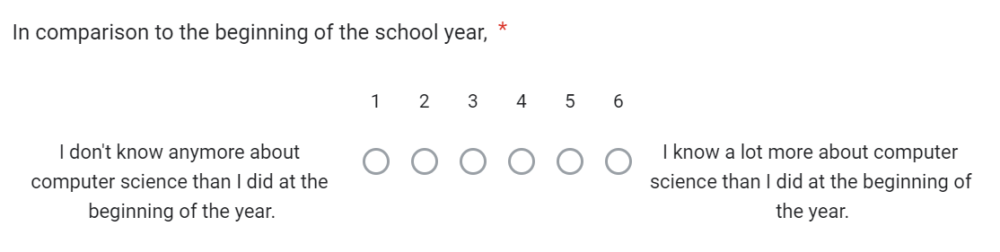 In comparison to the beginning of the school year, *
1 2 3 4 5 6
I don't know anymore about
computer science than I did at the
beginning of the year.
I know a lot more about computer
science than I did at the beginning of
the year.